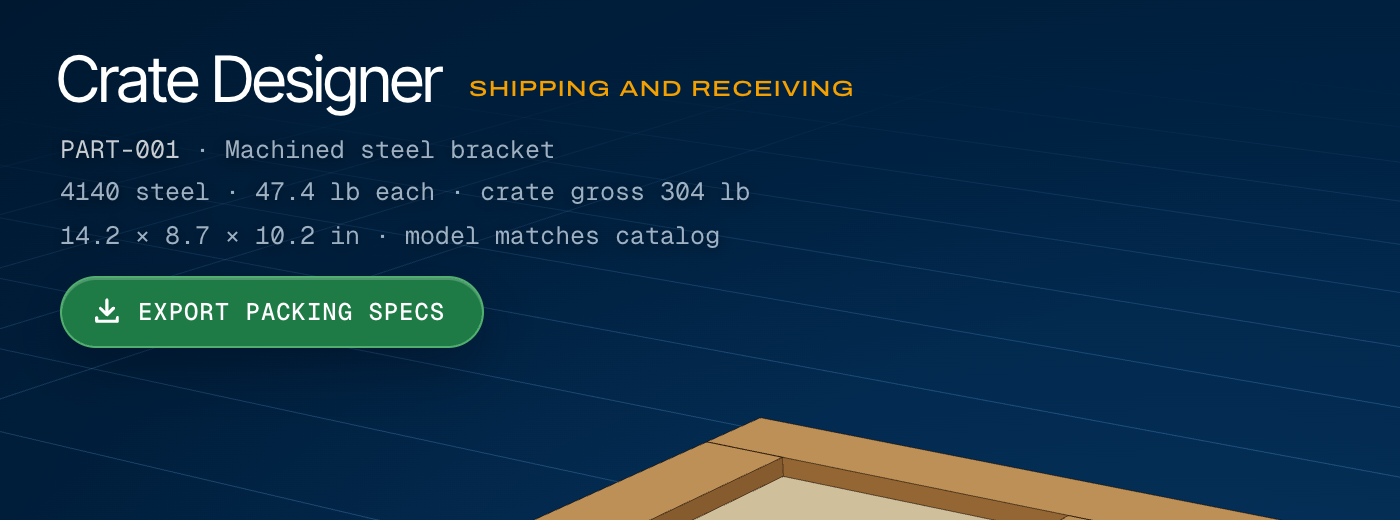 Crate Designer SHIPPING AND RECEIVING
PART-001 · Machined steel bracket
4140 steel · 47.4 lb each · crate gross 304 lb
14.2 × 8.7 × 10.2 in · model matches catalog
EXPORT PACKING SPECS